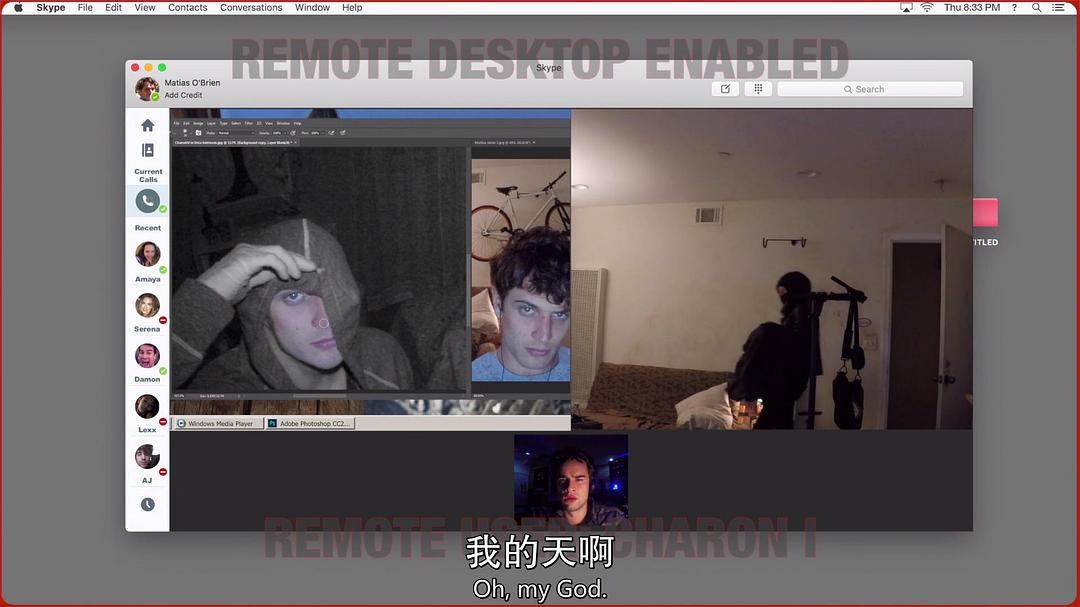 Skype File Edit View Contacts Conversations Window Help
Thu 8:33 PM
REMOTE DESKTOP ENABLED
Skype
Matias O'Brien
Add Credit
Search
File Edit Image Layer Type Select Filter 3D View Window Help
Current
Calls
Recent
Amaya
Serena
Damon
Lexx
AJ
TITLED
Windows Media Player
Adobe Photoshop CC2...
REMOTE USER: CHARON I
我的天啊
Oh, my God.